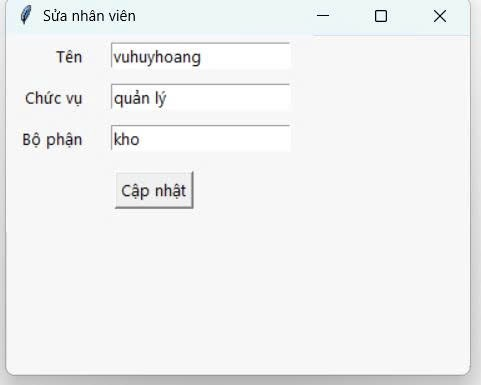 Sửa nhân viên
Tên vuhuyhoang
Chức vụ quản lý
Bộ phận kho
Cập nhật